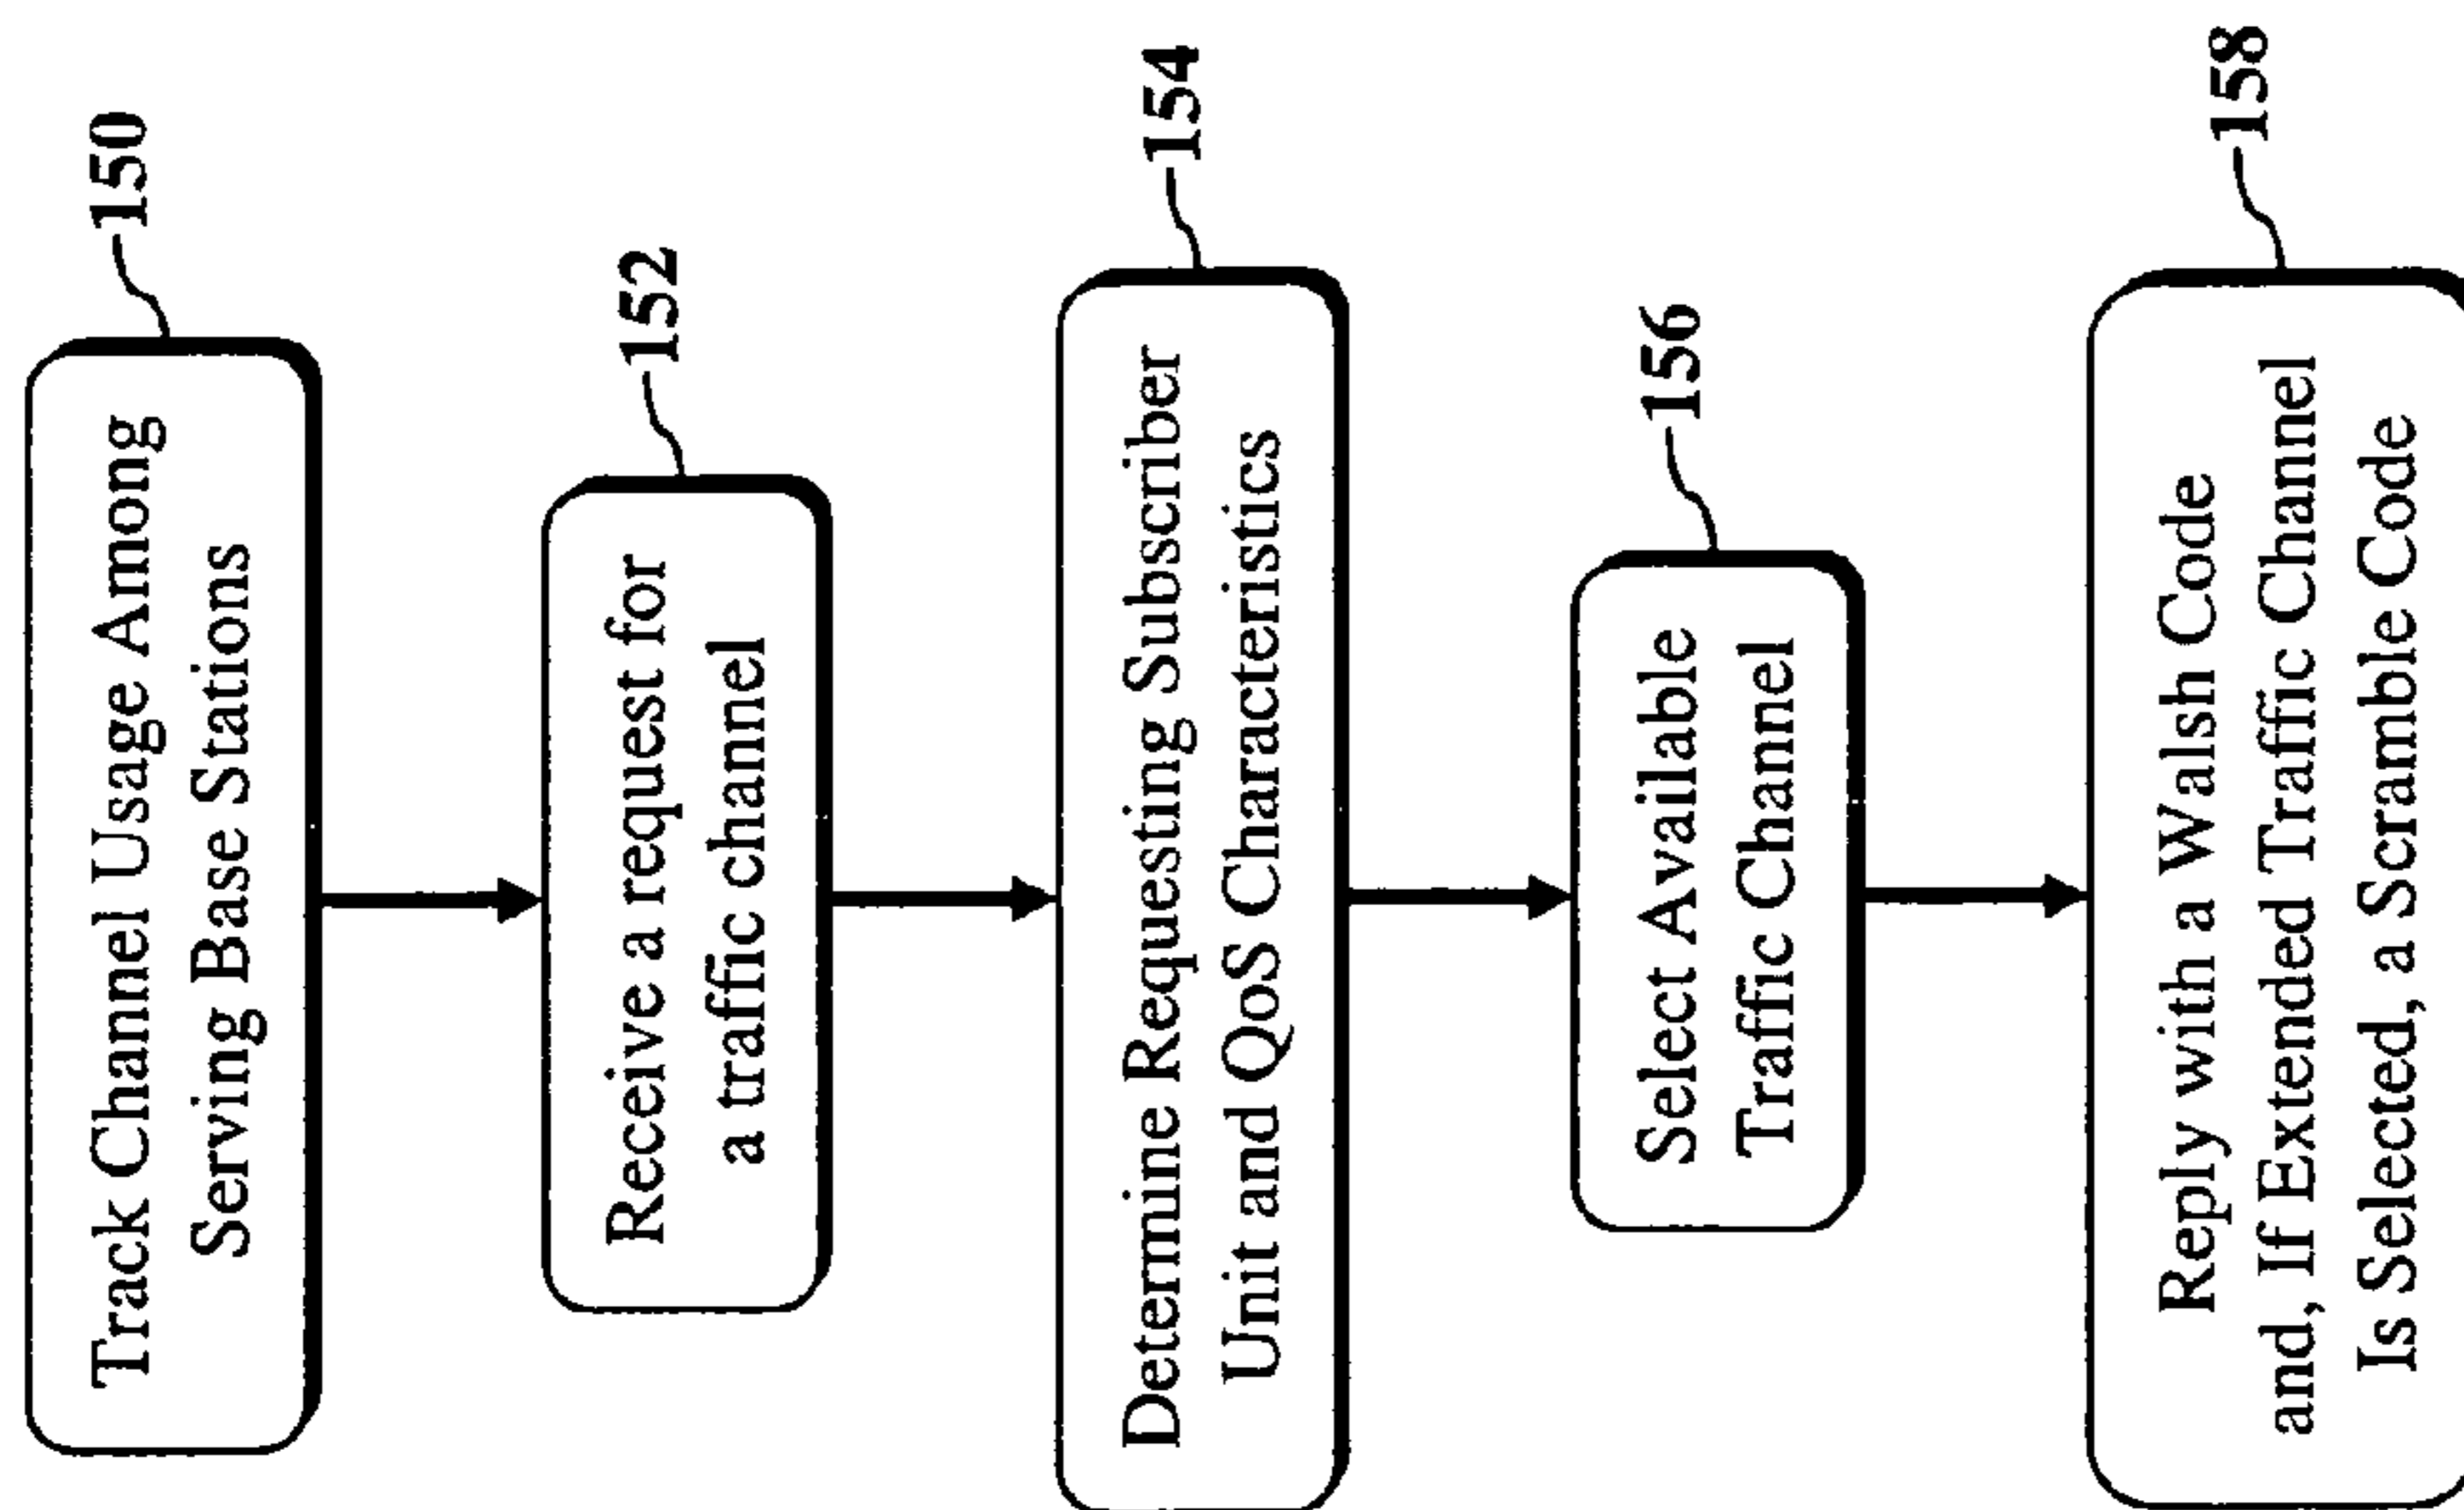 Track Channel Usage Among
Serving Base Stations
150
Receive a request for
a traffic channel
152
Determine Requesting Subscriber
Unit and QoS Characteristics
154
Select Available
Traffic Channel
156
Reply with a Walsh Code
and, If Extended Traffic Channel
Is Selected, a Scramble Code
158